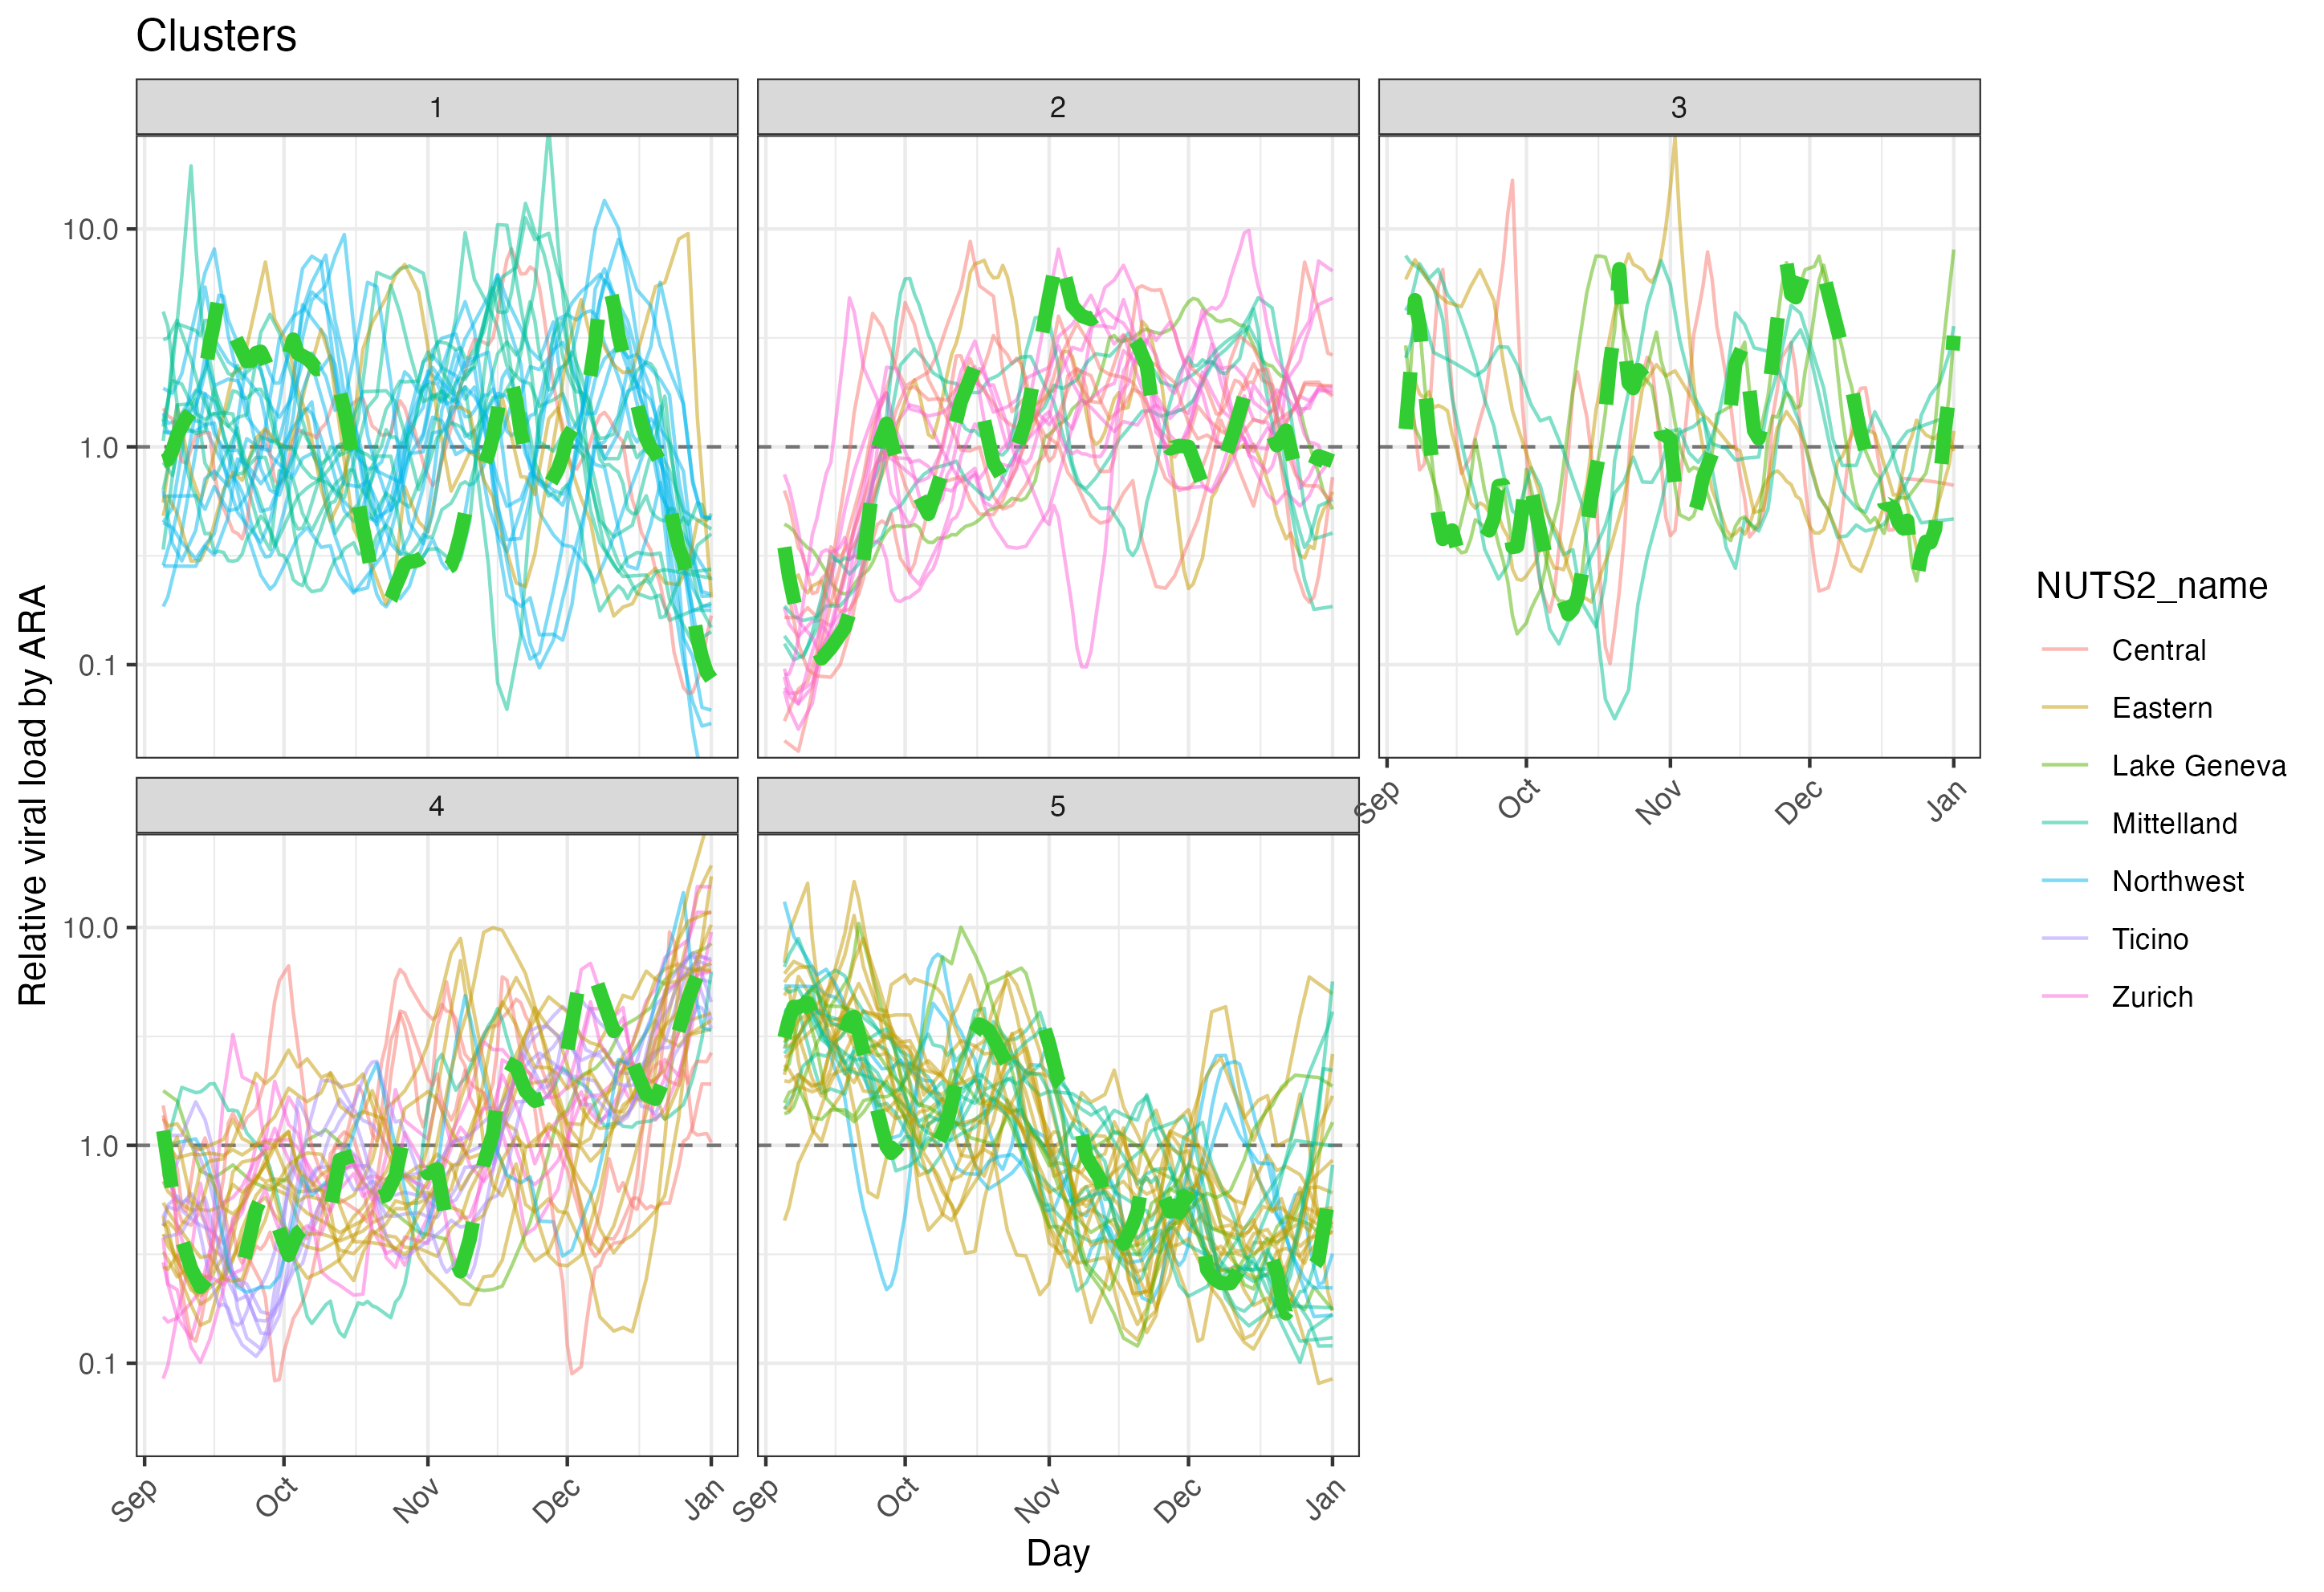 Clusters
1
2
3
10.0
1.0
0.1
Sep
Oct
Nov
Dec
Jan
4
5
10.0
1.0
0.1
Sep
Oct
Nov
Dec
Jan
Sep
Oct
Nov
Dec
Jan
Day
Relative viral load by ARA
NUTS2_name
Central
Eastern
Lake Geneva
Mittelland
Northwest
Ticino
Zurich